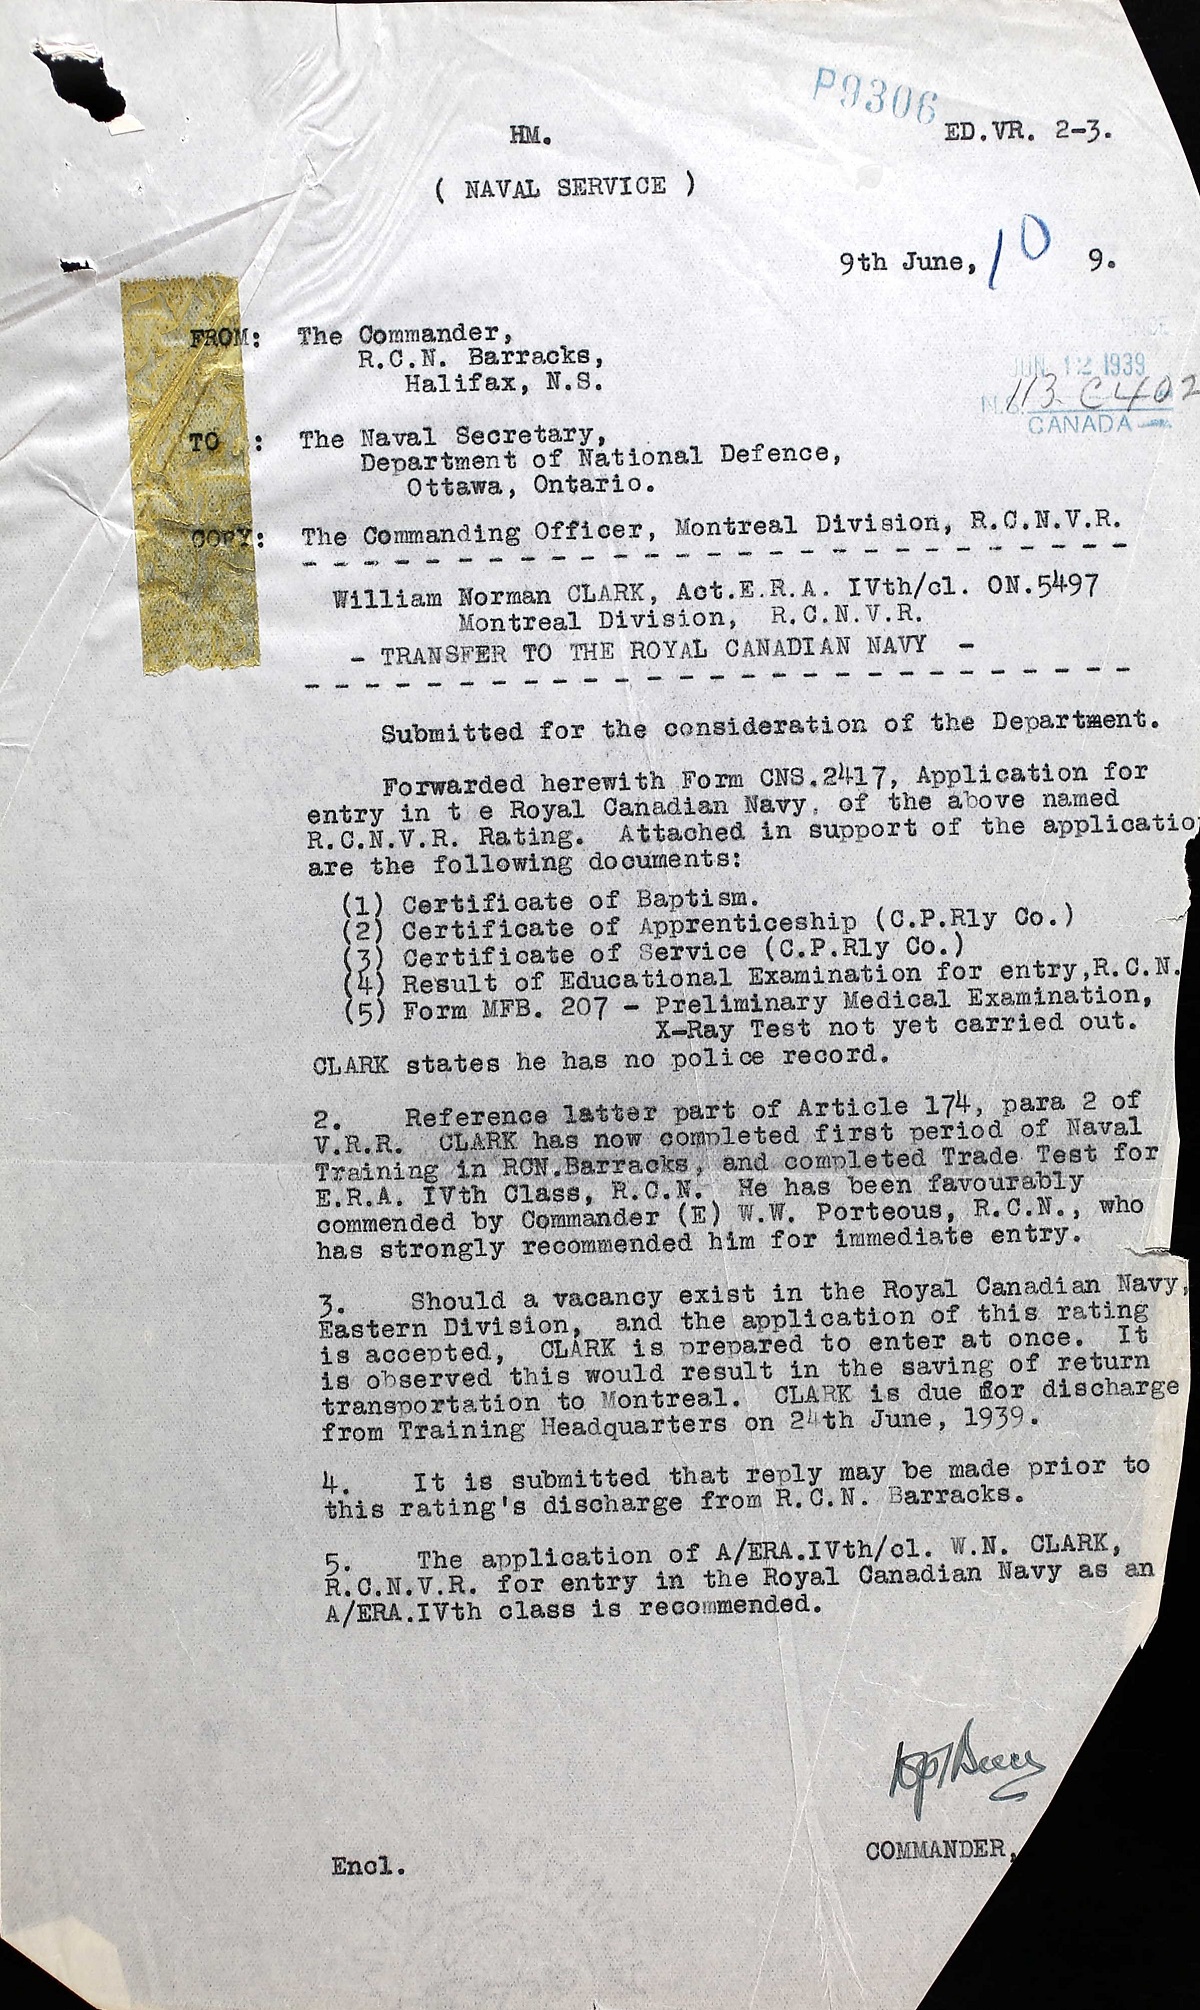 P9306
HM.
ED.VR. 2-3.
( NAVAL SERVICE )
9th June, 10 9.
FROM: The Commander,
R.C.N. Barracks,
Halifax, N.S.
JUN 12 1939
N.S. 113 C402
CANADA
TO : The Naval Secretary,
Department of National Defence,
Ottawa, Ontario.
COPY: The Commanding Officer, Montreal Division, R.C.N.V.R.
William Norman CLARK, Act.E.R.A. IVth/cl. ON.5497
Montreal Division, R.C.N.V.R.
- TRANSFER TO THE ROYAL CANADIAN NAVY -
Submitted for the consideration of the Department.
Forwarded herewith Form CNS.2417, Application for
entry in t e Royal Canadian Navy, of the above named
R.C.N.V.R. Rating. Attached in support of the applicatio
are the following documents:
(1) Certificate of Baptism.
(2) Certificate of Apprenticeship (C.P.Rly Co.)
(3) Certificate of Service (C.P.Rly Co.)
(4) Result of Educational Examination for entry,R.C.N.
(5) Form MFB. 207 - Preliminary Medical Examination,
X-Ray Test not yet carried out.
CLARK states he has no police record.
2. Reference latter part of Article 174, para 2 of
V.R.R. CLARK has now completed first period of Naval
Training in RCN.Barracks, and completed Trade Test for
E.R.A. IVth Class, R.C.N. He has been favourably
commended by Commander (E) W.W. Porteous, R.C.N., who
has strongly recommended him for immediate entry.
3. Should a vacancy exist in the Royal Canadian Navy,
Eastern Division, and the application of this rating
is accepted, CLARK is prepared to enter at once. It
is observed this would result in the saving of return
transportation to Montreal. CLARK is due for discharge
from Training Headquarters on 24th June, 1939.
4. It is submitted that reply may be made prior to
this rating's discharge from R.C.N. Barracks.
5. The application of A/ERA.IVth/cl. W.N. CLARK,
R.C.N.V.R. for entry in the Royal Canadian Navy as an
A/ERA.IVth class is recommended.
COMMANDER,
Encl.